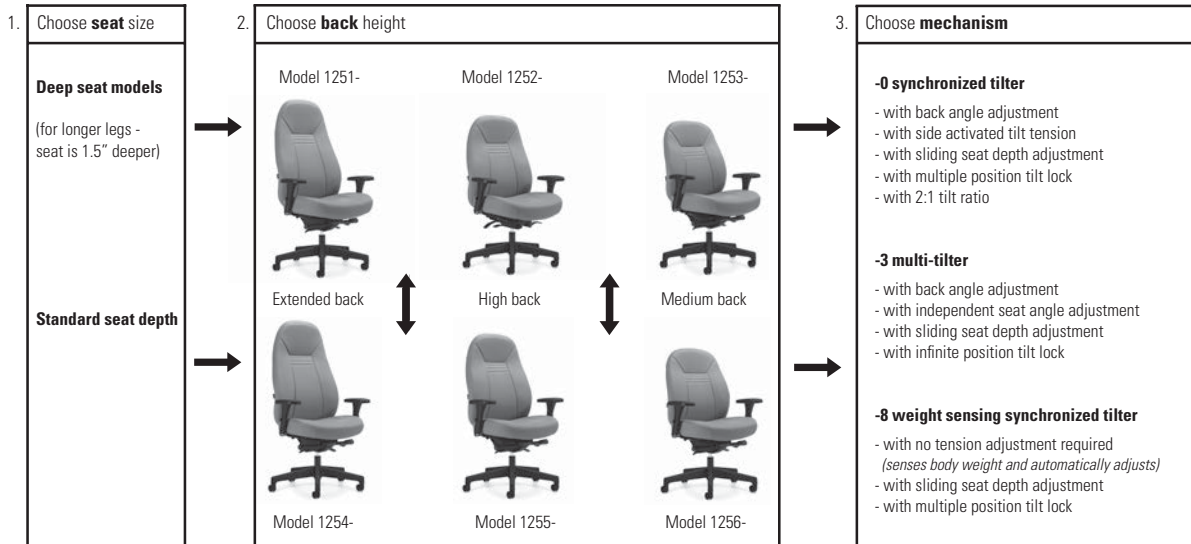 1. Choose seat size
Deep seat models
(for longer legs -
seat is 1.5" deeper)
Standard seat depth
2. Choose back height
Model 1251- Model 1252- Model 1253-
Extended back High back Medium back
Model 1254- Model 1255- Model 1256-
3. Choose mechanism
-0 synchronized tilter
- with back angle adjustment
- with side activated tilt tension
- with sliding seat depth adjustment
- with multiple position tilt lock
- with 2:1 tilt ratio
-3 multi-tilter
- with back angle adjustment
- with independent seat angle adjustment
- with sliding seat depth adjustment
- with infinite position tilt lock
-8 weight sensing synchronized tilter
- with no tension adjustment required
(senses body weight and automatically adjusts)
- with sliding seat depth adjustment
- with multiple position tilt lock